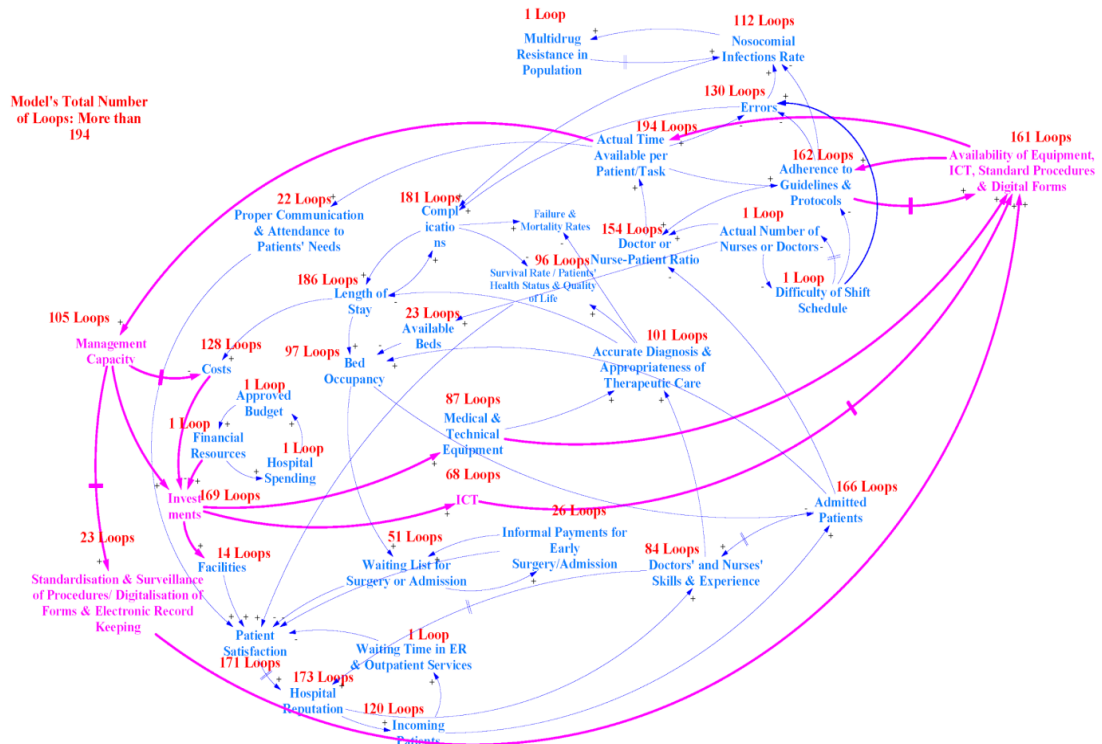 1 Loop
Multidrug
Resistance in
Population
112 Loops
Nosocomial
Infections Rate
Model's Total Number
of Loops: More than
194
130 Loops
Errors
194 Loops
Actual Time
Available per
Patient/Task
161 Loops
Availability of Equipment,
ICT, Standard Procedures
& Digital Forms
162 Loops
Adherence to
Guidelines &
Protocols
22 Loops
Proper Communication
& Attendance to
Patients' Needs
181 Loops
Compl
icatio
ns
Failure &
Mortality Rates
154 Loops
Doctor or
Nurse-Patient Ratio
1 Loop
Actual Number of
Nurses or Doctors
96 Loops
Survival Rate / Patients'
Health Status & Quality
of Life
1 Loop
Difficulty of Shift
Schedule
186 Loops
Length of
Stay
23 Loops
Available
Beds
105 Loops
Management
Capacity
128 Loops
Costs
97 Loops
Bed
Occupancy
101 Loops
Accurate Diagnosis &
Appropriateness of
Therapeutic Care
1 Loop
Approved
Budget
1 Loop
Financial
Resources
1 Loop
Hospital
Spending
87 Loops
Medical &
Technical
Equipment
68 Loops
ICT
169 Loops
Invest
ments
166 Loops
Admitted
Patients
23 Loops
Standardisation & Surveillance
of Procedures/ Digitalisation of
Forms & Electronic Record
Keeping
14 Loops
Facilities
51 Loops
Waiting List for
Surgery or Admission
26 Loops
Informal Payments for
Early
Surgery/Admission
84 Loops
Doctors' and Nurses'
Skills & Experience
Patient
Satisfaction
171 Loops
1 Loop
Waiting Time in ER
& Outpatient Services
173 Loops
Hospital
Reputation
120 Loops
Incoming
Patients